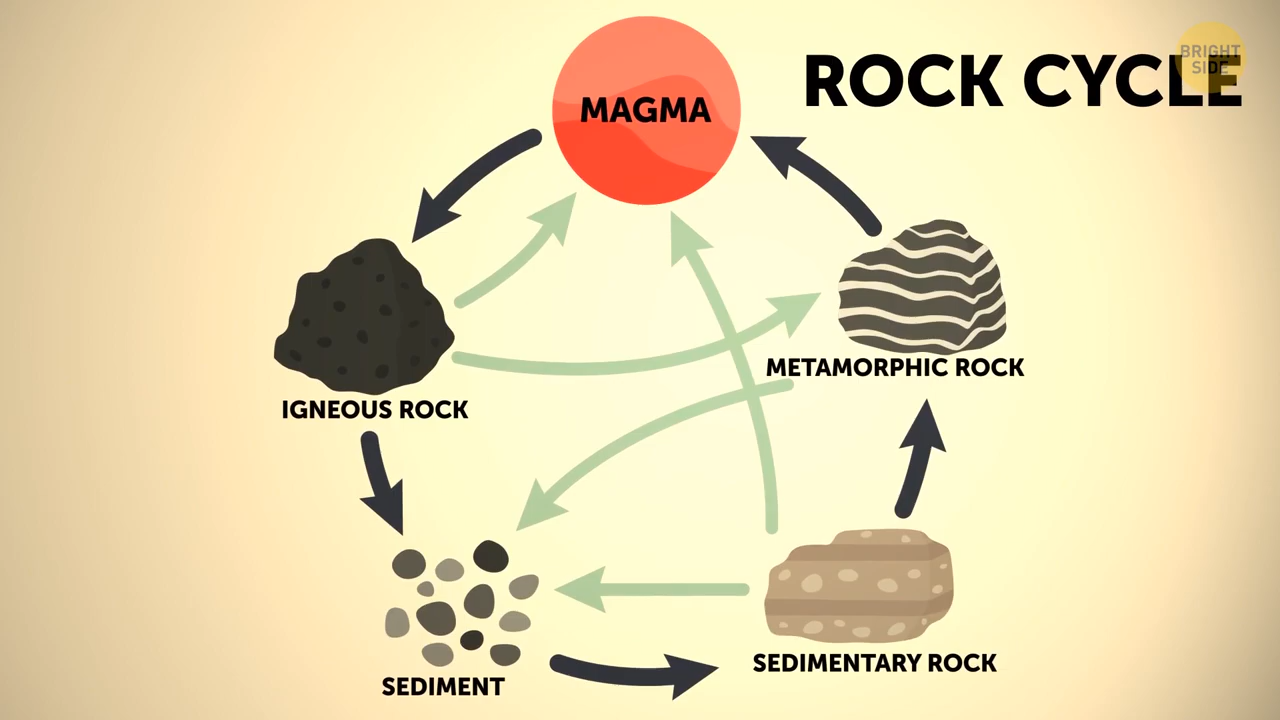 ROCK CYCLE
BRIGHT
SIDE
MAGMA
IGNEOUS ROCK
METAMORPHIC ROCK
SEDIMENT
SEDIMENTARY ROCK